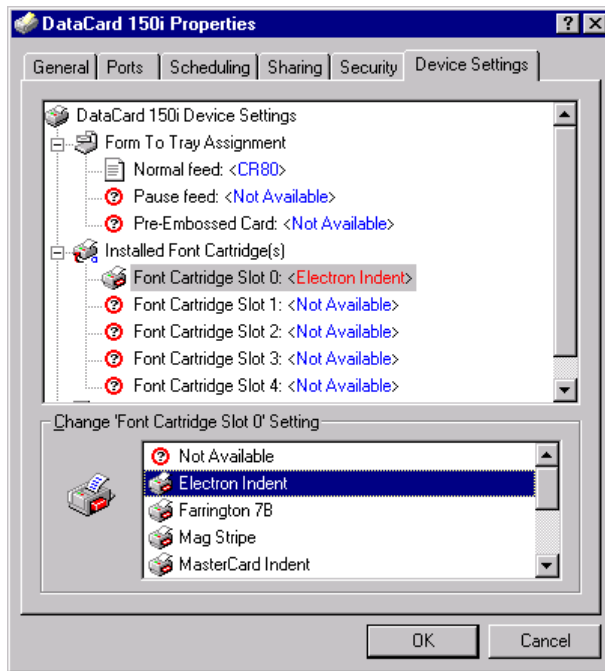 DataCard 150i Properties
General Ports Scheduling Sharing Security Device Settings
DataCard 150i Device Settings
Form To Tray Assignment
Normal feed: <CR80>
Pause feed: <Not Available>
Pre-Embossed Card: <Not Available>
Installed Font Cartridge(s)
Font Cartridge Slot 0: <Electron Indent>
Font Cartridge Slot 1: <Not Available>
Font Cartridge Slot 2: <Not Available>
Font Cartridge Slot 3: <Not Available>
Font Cartridge Slot 4: <Not Available>
Change 'Font Cartridge Slot 0' Setting
Not Available
Electron Indent
Farrington 7B
Mag Stripe
MasterCard Indent
OK Cancel